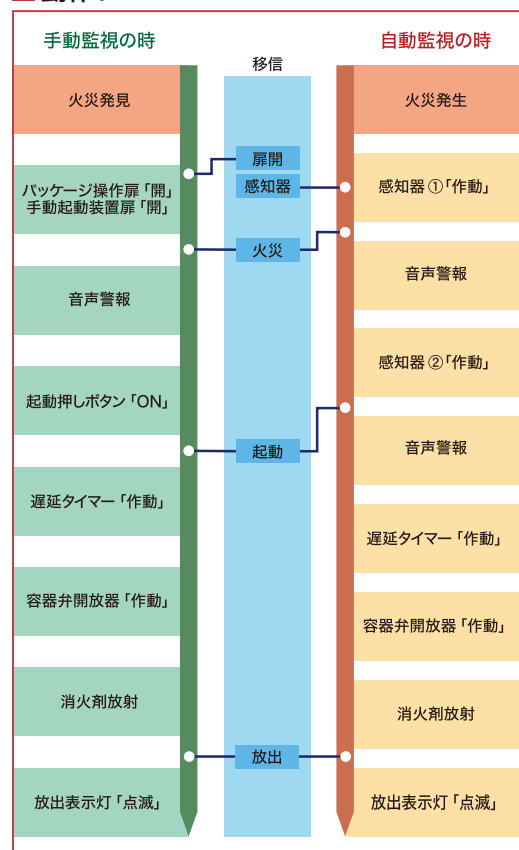 手動監視の時
火災発見
パッケージ操作扉「開」
手動起動装置扉「開」
音声警報
起動押しボタン「ON」
遅延タイマー「作動」
容器弁開放器「作動」
消火剤放射
放出表示灯「点滅」
移信
扉開
感知器
火災
起動
放出
自動監視の時
火災発生
感知器①「作動」
音声警報
感知器②「作動」
音声警報
遅延タイマー「作動」
容器弁開放器「作動」
消火剤放射
放出表示灯「点滅」